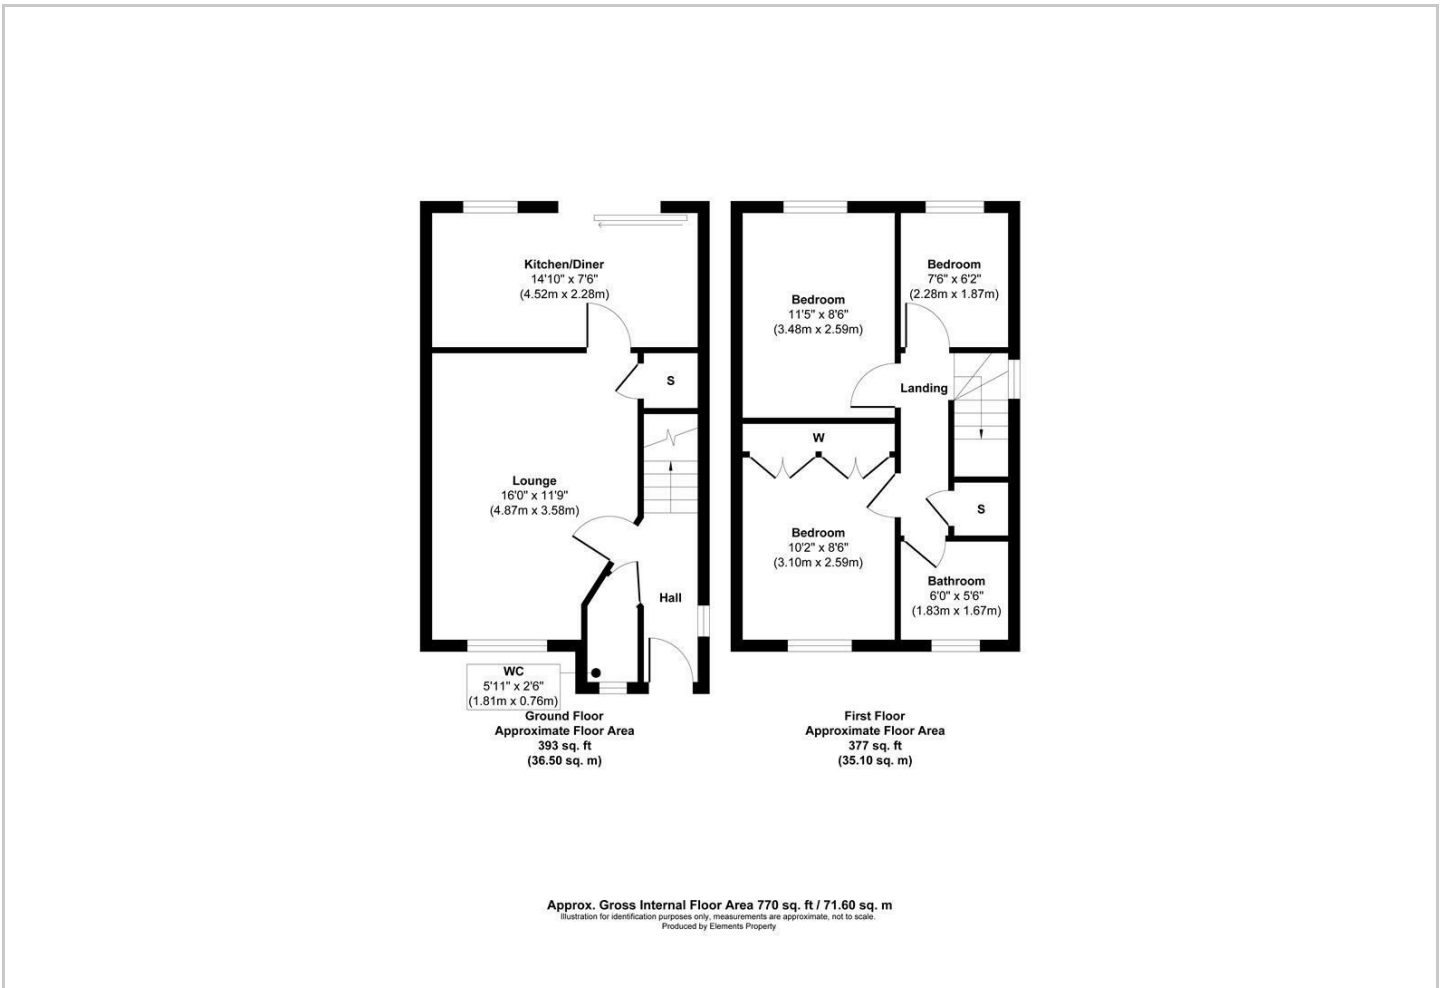 Kitchen/Diner
14'10" x 7'6"
(4.52m x 2.28m)
S
Lounge
16'0" x 11'9"
(4.87m x 3.58m)
Hall
WC
5'11" x 2'6"
(1.81m x 0.76m)
Ground Floor
Approximate Floor Area
393 sq. ft
(36.50 sq. m)
Bedroom
7'6" x 6'2"
(2.28m x 1.87m)
Bedroom
11'5" x 8'6"
(3.48m x 2.59m)
Landing
W
S
Bedroom
10'2" x 8'6"
(3.10m x 2.59m)
Bathroom
6'0" x 5'6"
(1.83m x 1.67m)
First Floor
Approximate Floor Area
377 sq. ft
(35.10 sq. m)
Approx. Gross Internal Floor Area 770 sq. ft / 71.60 sq. m
Illustration for identification purposes only, measurements are approximate, not to scale.
Produced by Elements Property